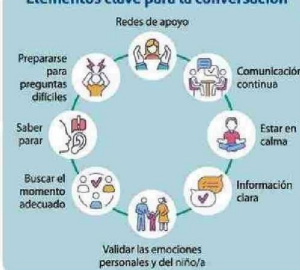 Elementos clave para la conversación
Redes de apoyo
Comunicación
continua
Estar en
calma
Información
clara
Validar las emociones
personales y del niño/a
Buscar el
momento
adecuado
Saber
parar
Prepararse
para
preguntas
difíciles